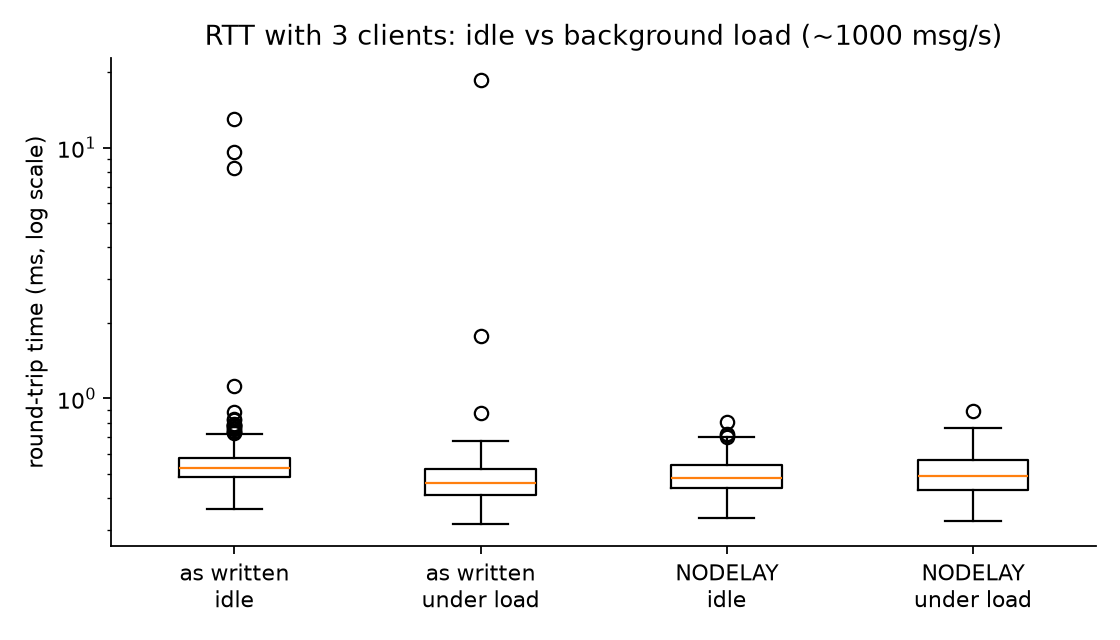 RTT with 3 clients: idle vs background load (~1000 msg/s)
round-trip time (ms, log scale)
10¹
10⁰
as written
idle
as written
under load
NODELAY
idle
NODELAY
under load